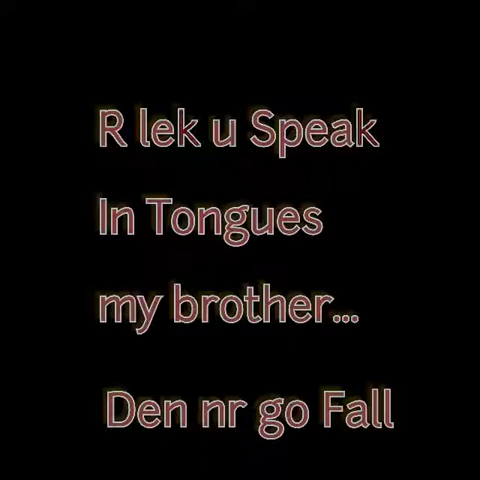 R lek u Speak
In Tongues
my brother...
Den nr go Fall